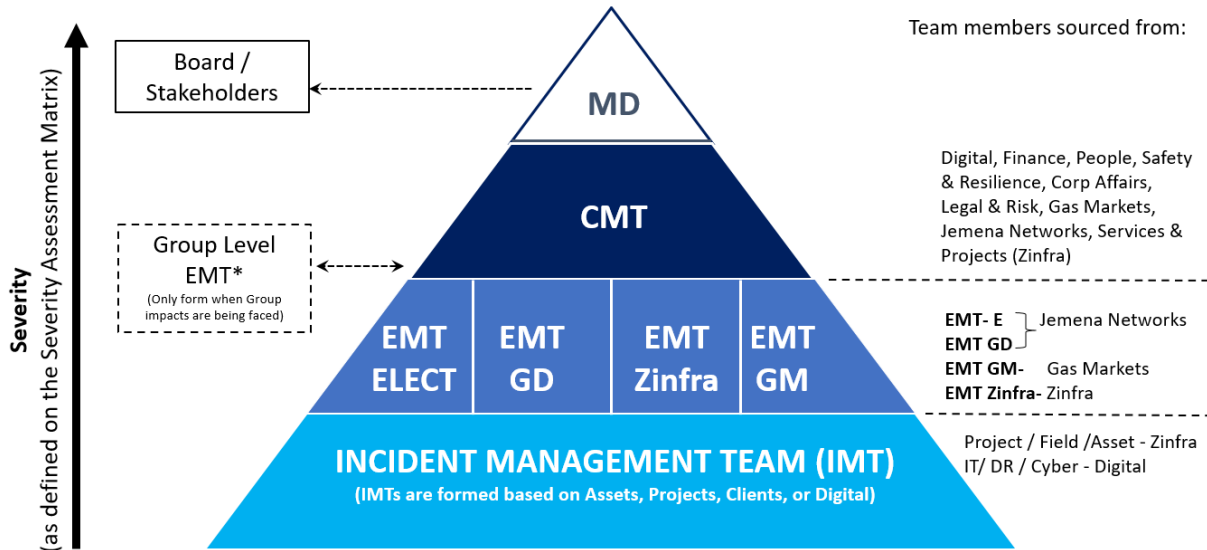 Team members sourced from:
Severity
(as defined on the Severity Assessment Matrix)
Board /
Stakeholders
MD
Digital, Finance, People, Safety
& Resilience, Corp Affairs,
Legal & Risk, Gas Markets,
Jemena Networks, Services &
Projects (Zinfra)
CMT
Group Level
EMT*
(Only form when Group
impacts are being faced)
EMT
ELECT
EMT
GD
EMT
Zinfra
EMT
GM
EMT- E
EMT GD
Jemena Networks
EMT GM- Gas Markets
EMT Zinfra- Zinfra
INCIDENT MANAGEMENT TEAM (IMT)
(IMTs are formed based on Assets, Projects, Clients, or Digital)
Project / Field /Asset - Zinfra
IT/ DR / Cyber - Digital